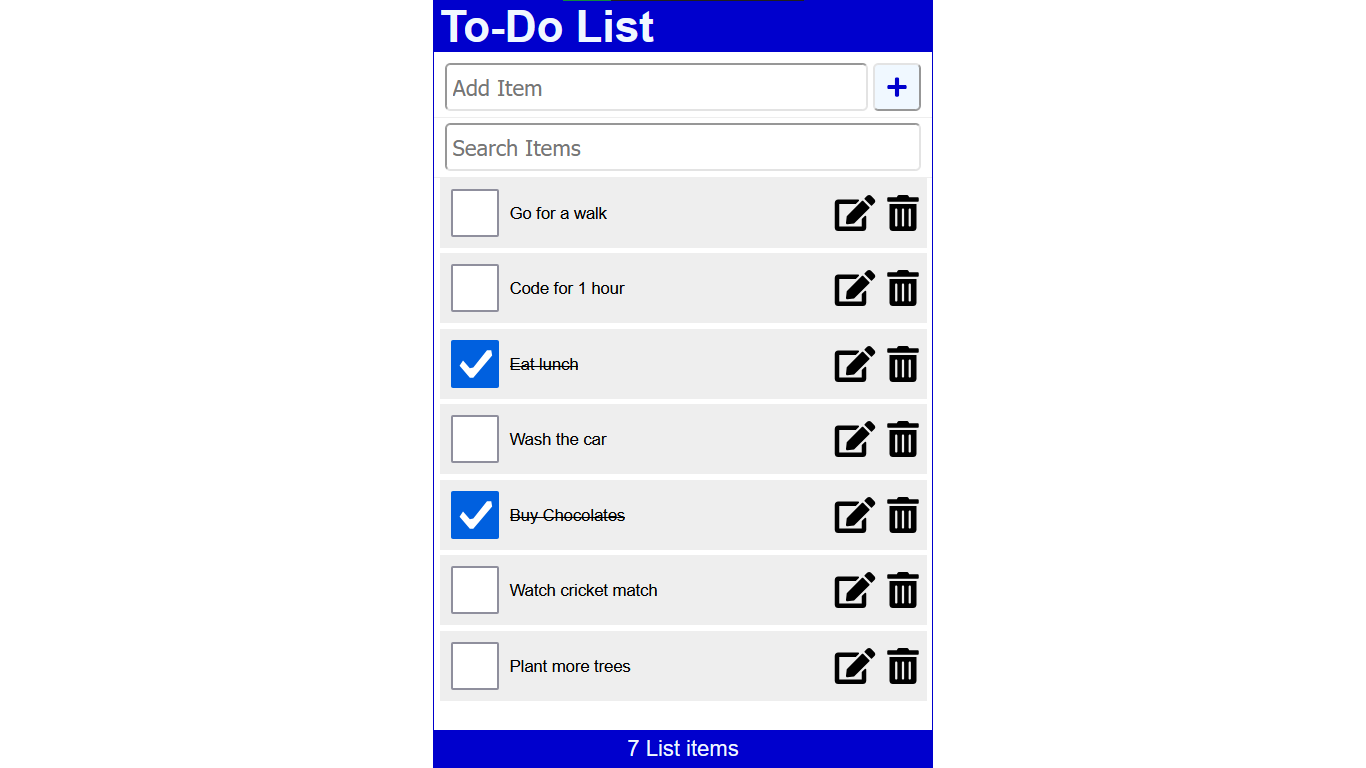 To-Do List
Add Item
Search Items
Go for a walk
Code for 1 hour
Eat lunch
Wash the car
Buy Chocolates
Watch cricket match
Plant more trees
7 List items